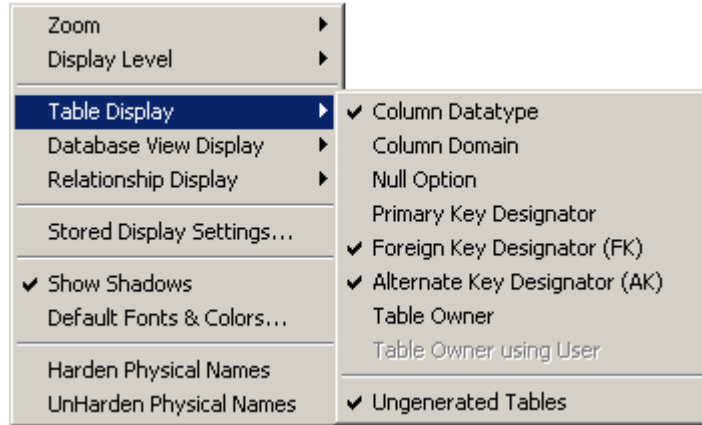 Zoom
Display Level
Table Display
Database View Display
Relationship Display
Stored Display Settings...
Show Shadows
Default Fonts & Colors...
Harden Physical Names
UnHarden Physical Names
Column Datatype
Column Domain
Null Option
Primary Key Designator
Foreign Key Designator (FK)
Alternate Key Designator (AK)
Table Owner
Table Owner using User
Ungenerated Tables